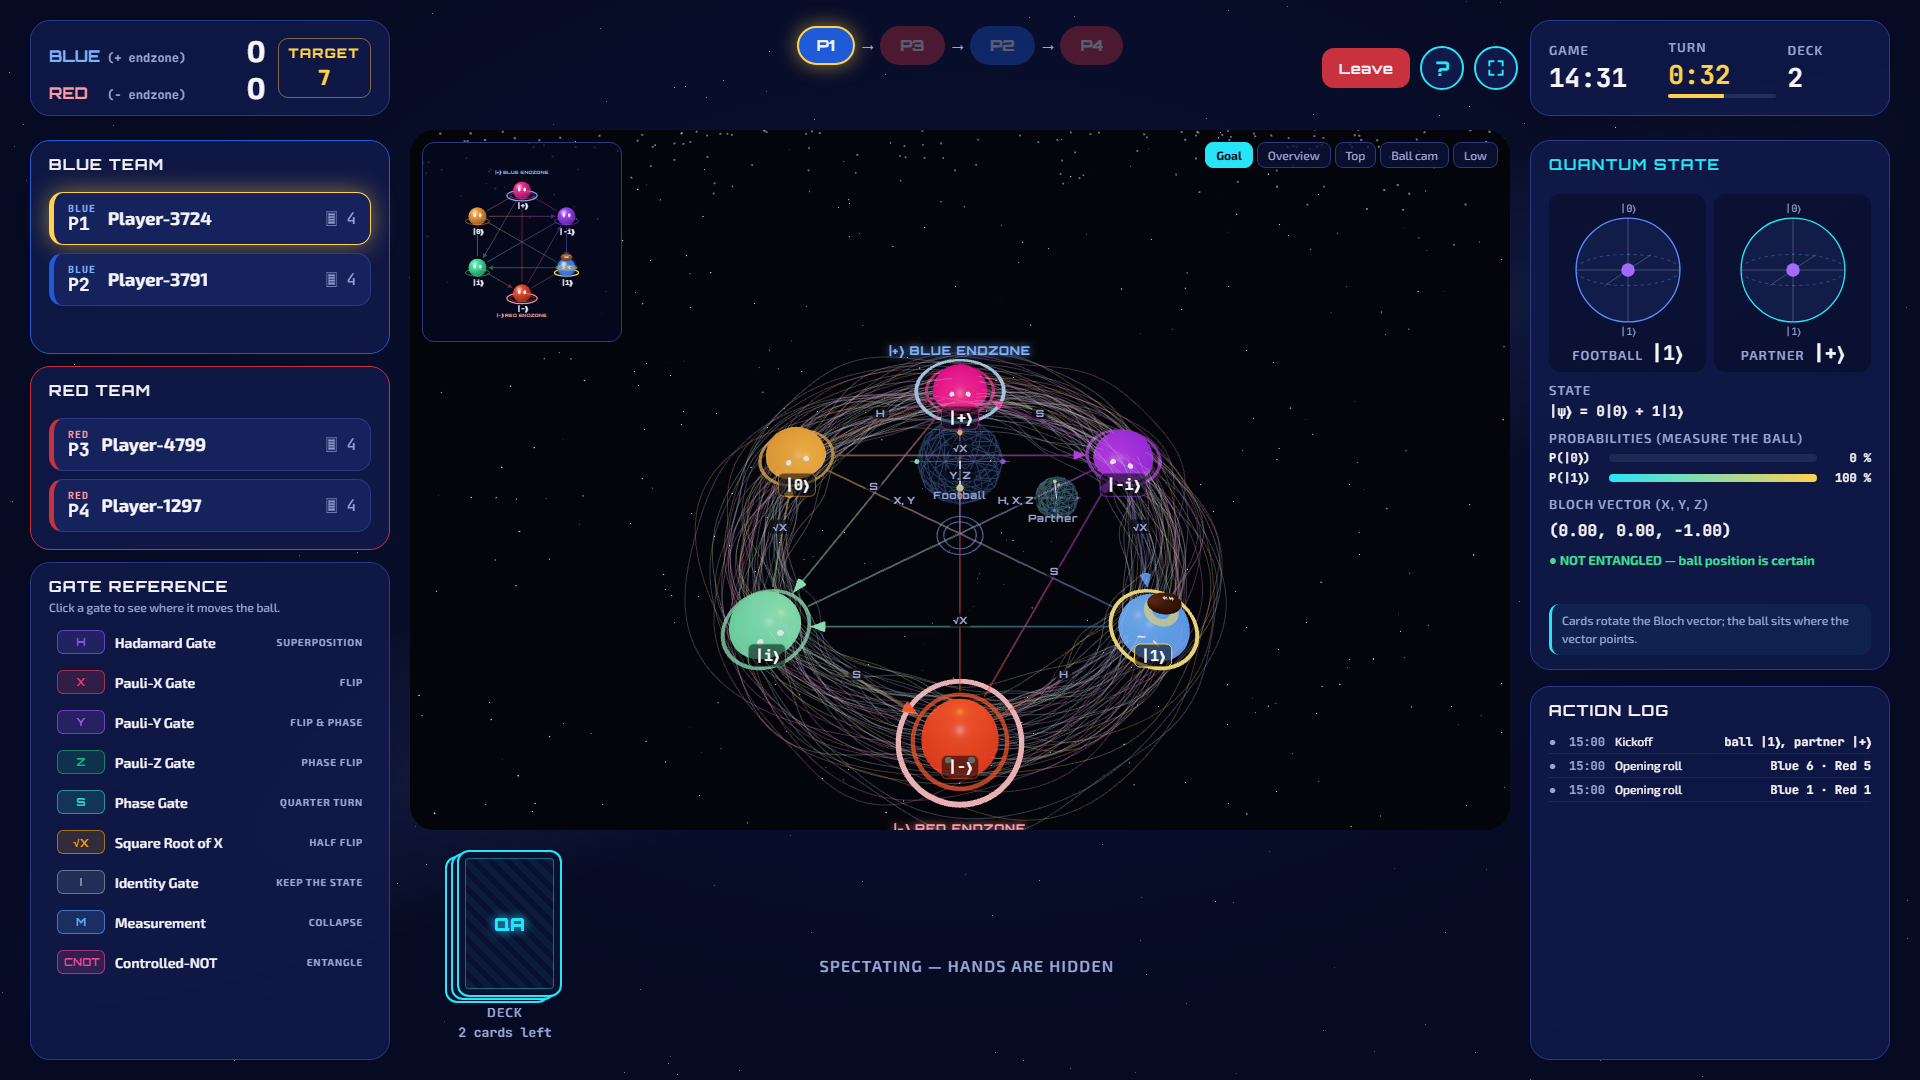 BLUE (+ endzone) 0
RED (- endzone) 0
TARGET
7
P1 → P3 → P2 → P4
Leave
?
GAME
14:31
TURN
0:32
DECK
2
BLUE TEAM
BLUE
P1 Player-3724 4
BLUE
P2 Player-3791 4
RED TEAM
RED
P3 Player-4799 4
RED
P4 Player-1297 4
GATE REFERENCE
Click a gate to see where it moves the ball.
H Hadamard Gate SUPERPOSITION
X Pauli-X Gate FLIP
Y Pauli-Y Gate FLIP & PHASE
Z Pauli-Z Gate PHASE FLIP
S Phase Gate QUARTER TURN
√X Square Root of X HALF FLIP
I Identity Gate KEEP THE STATE
M Measurement COLLAPSE
CNOT Controlled-NOT ENTANGLE
|+⟩ BLUE ENDZONE
|+⟩
|0⟩
|-i⟩
|i⟩
|1⟩
|-⟩
|-⟩ RED ENDZONE
Goal
Overview
Top
Ball cam
Low
|+⟩ BLUE ENDZONE
H
|+⟩
S
√X
|0⟩
S
X, Y
Y, Z
Football
H, X, Z
Partner
|-i⟩
√X
√X
S
√X
|i⟩
|1⟩
S
H
|-⟩
|-⟩ RED ENDZONE
QA
DECK
2 cards left
SPECTATING — HANDS ARE HIDDEN
QUANTUM STATE
|0⟩
|1⟩
FOOTBALL |1⟩
|0⟩
|1⟩
PARTNER |+⟩
STATE
|ψ⟩ = 0|0⟩ + 1|1⟩
PROBABILITIES (MEASURE THE BALL)
P(|0⟩) 0 %
P(|1⟩) 100 %
BLOCH VECTOR (X, Y, Z)
(0.00, 0.00, -1.00)
● NOT ENTANGLED — ball position is certain
Cards rotate the Bloch vector; the ball sits where the
vector points.
ACTION LOG
● 15:00 Kickoff ball |1⟩, partner |+⟩
● 15:00 Opening roll Blue 6 · Red 5
● 15:00 Opening roll Blue 1 · Red 1